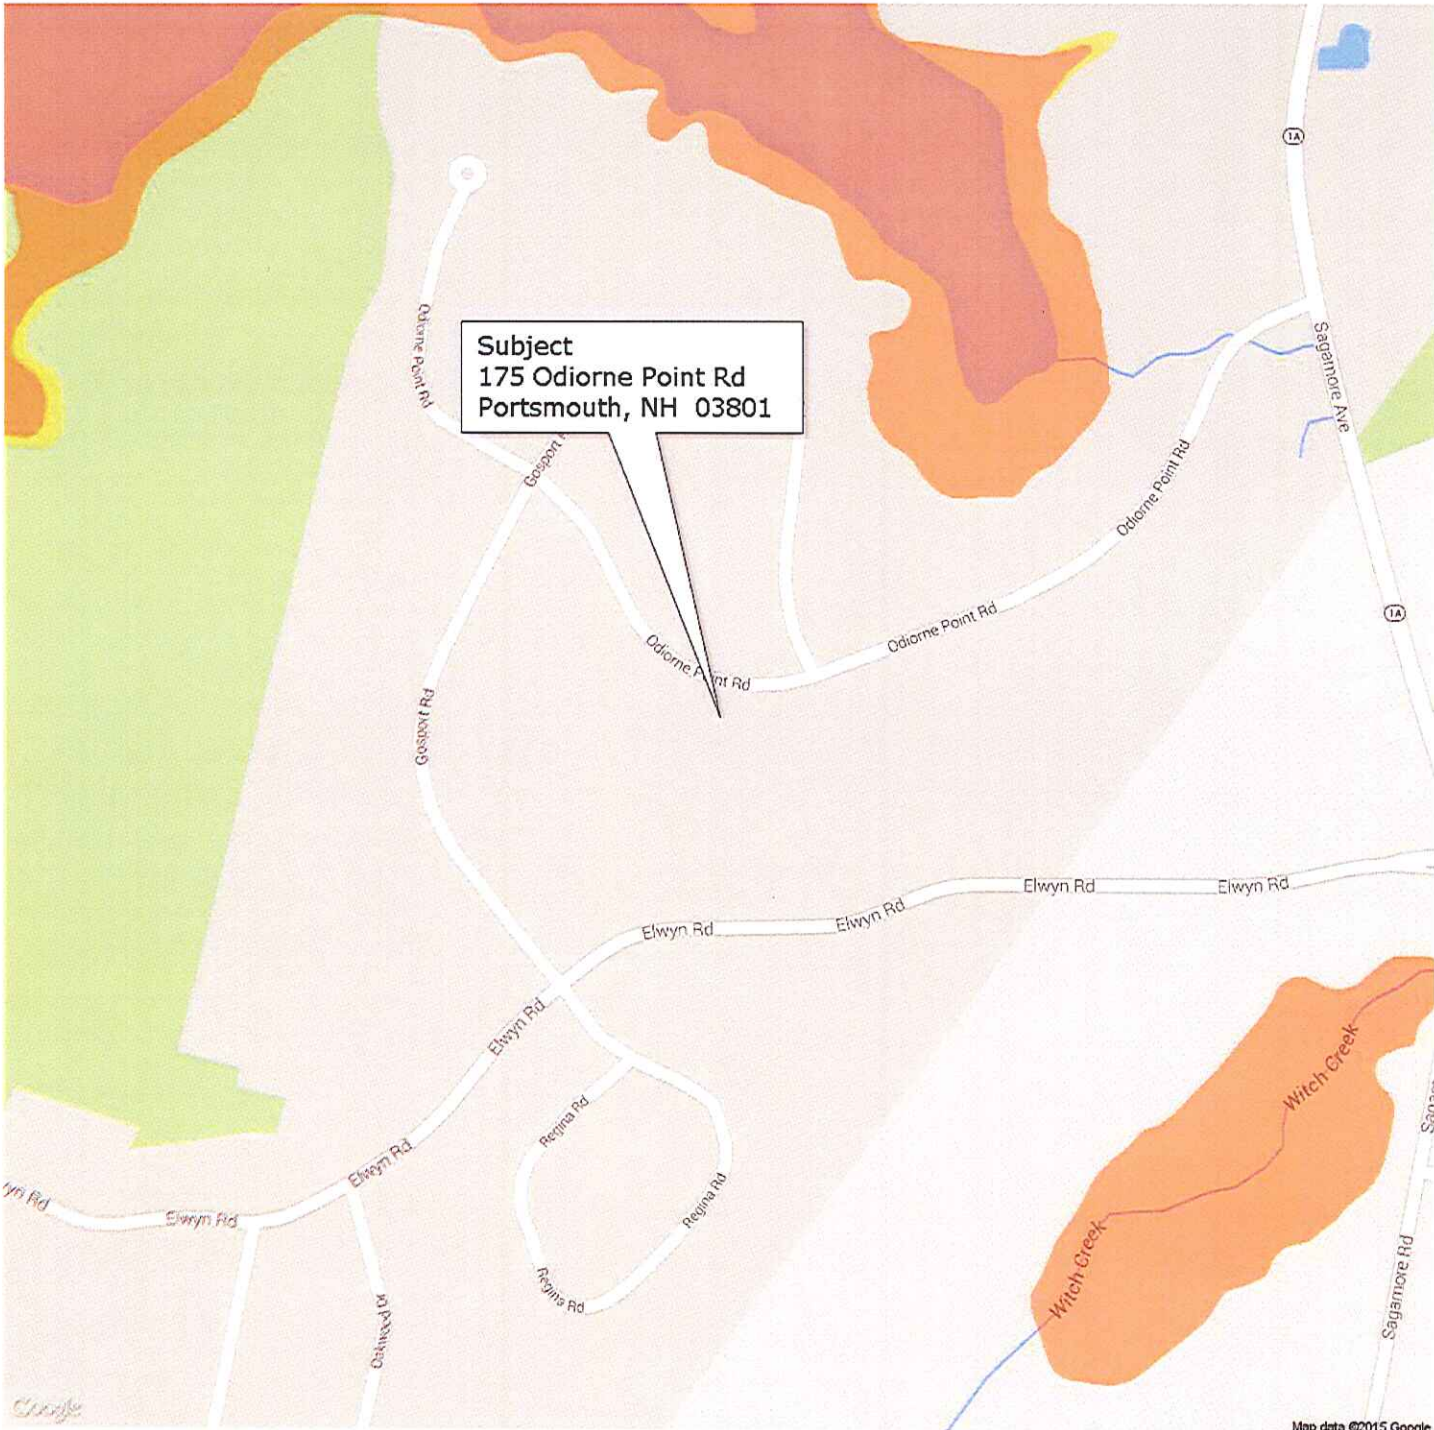 1A
Odiorne Point Rd
Subject
175 Odiorne Point Rd
Portsmouth, NH 03801
Sagamore Ave
Gosport
Odiorne Point Rd
1A
Odiorne Point Rd
Odiorne Rd
Gosport Rd
Elwyn Rd
Elwyn Rd
Elwyn Rd
Elwyn Rd
Elwyn Rd
Witch Creek
Regina Rd
Elwyn Rd
Regina Rd
Rd
Elwyn Rd
Witch Creek
Sagamore Rd
Regina Rd
Oakwood Dr
Google
Map data ©2015 Google